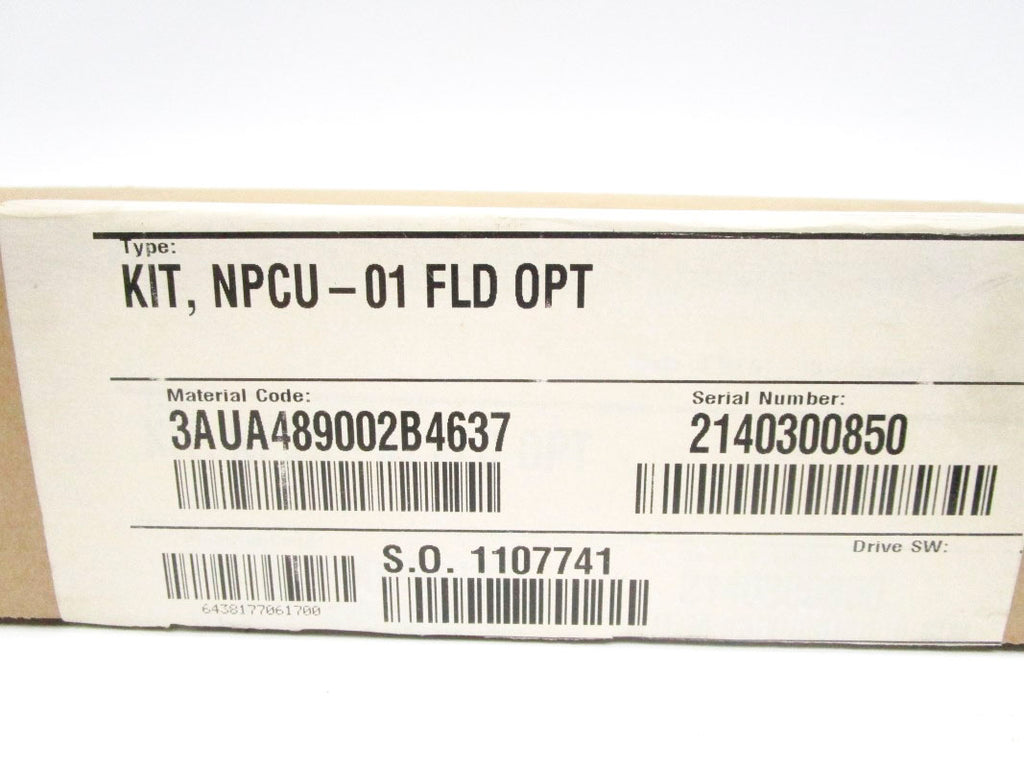 Type:
KIT, NPCU-01 FLD OPT
Material Code:
3AUA489002B4637
Serial Number:
2140300850
S.O. 1107741
Drive SW:
6438177061700